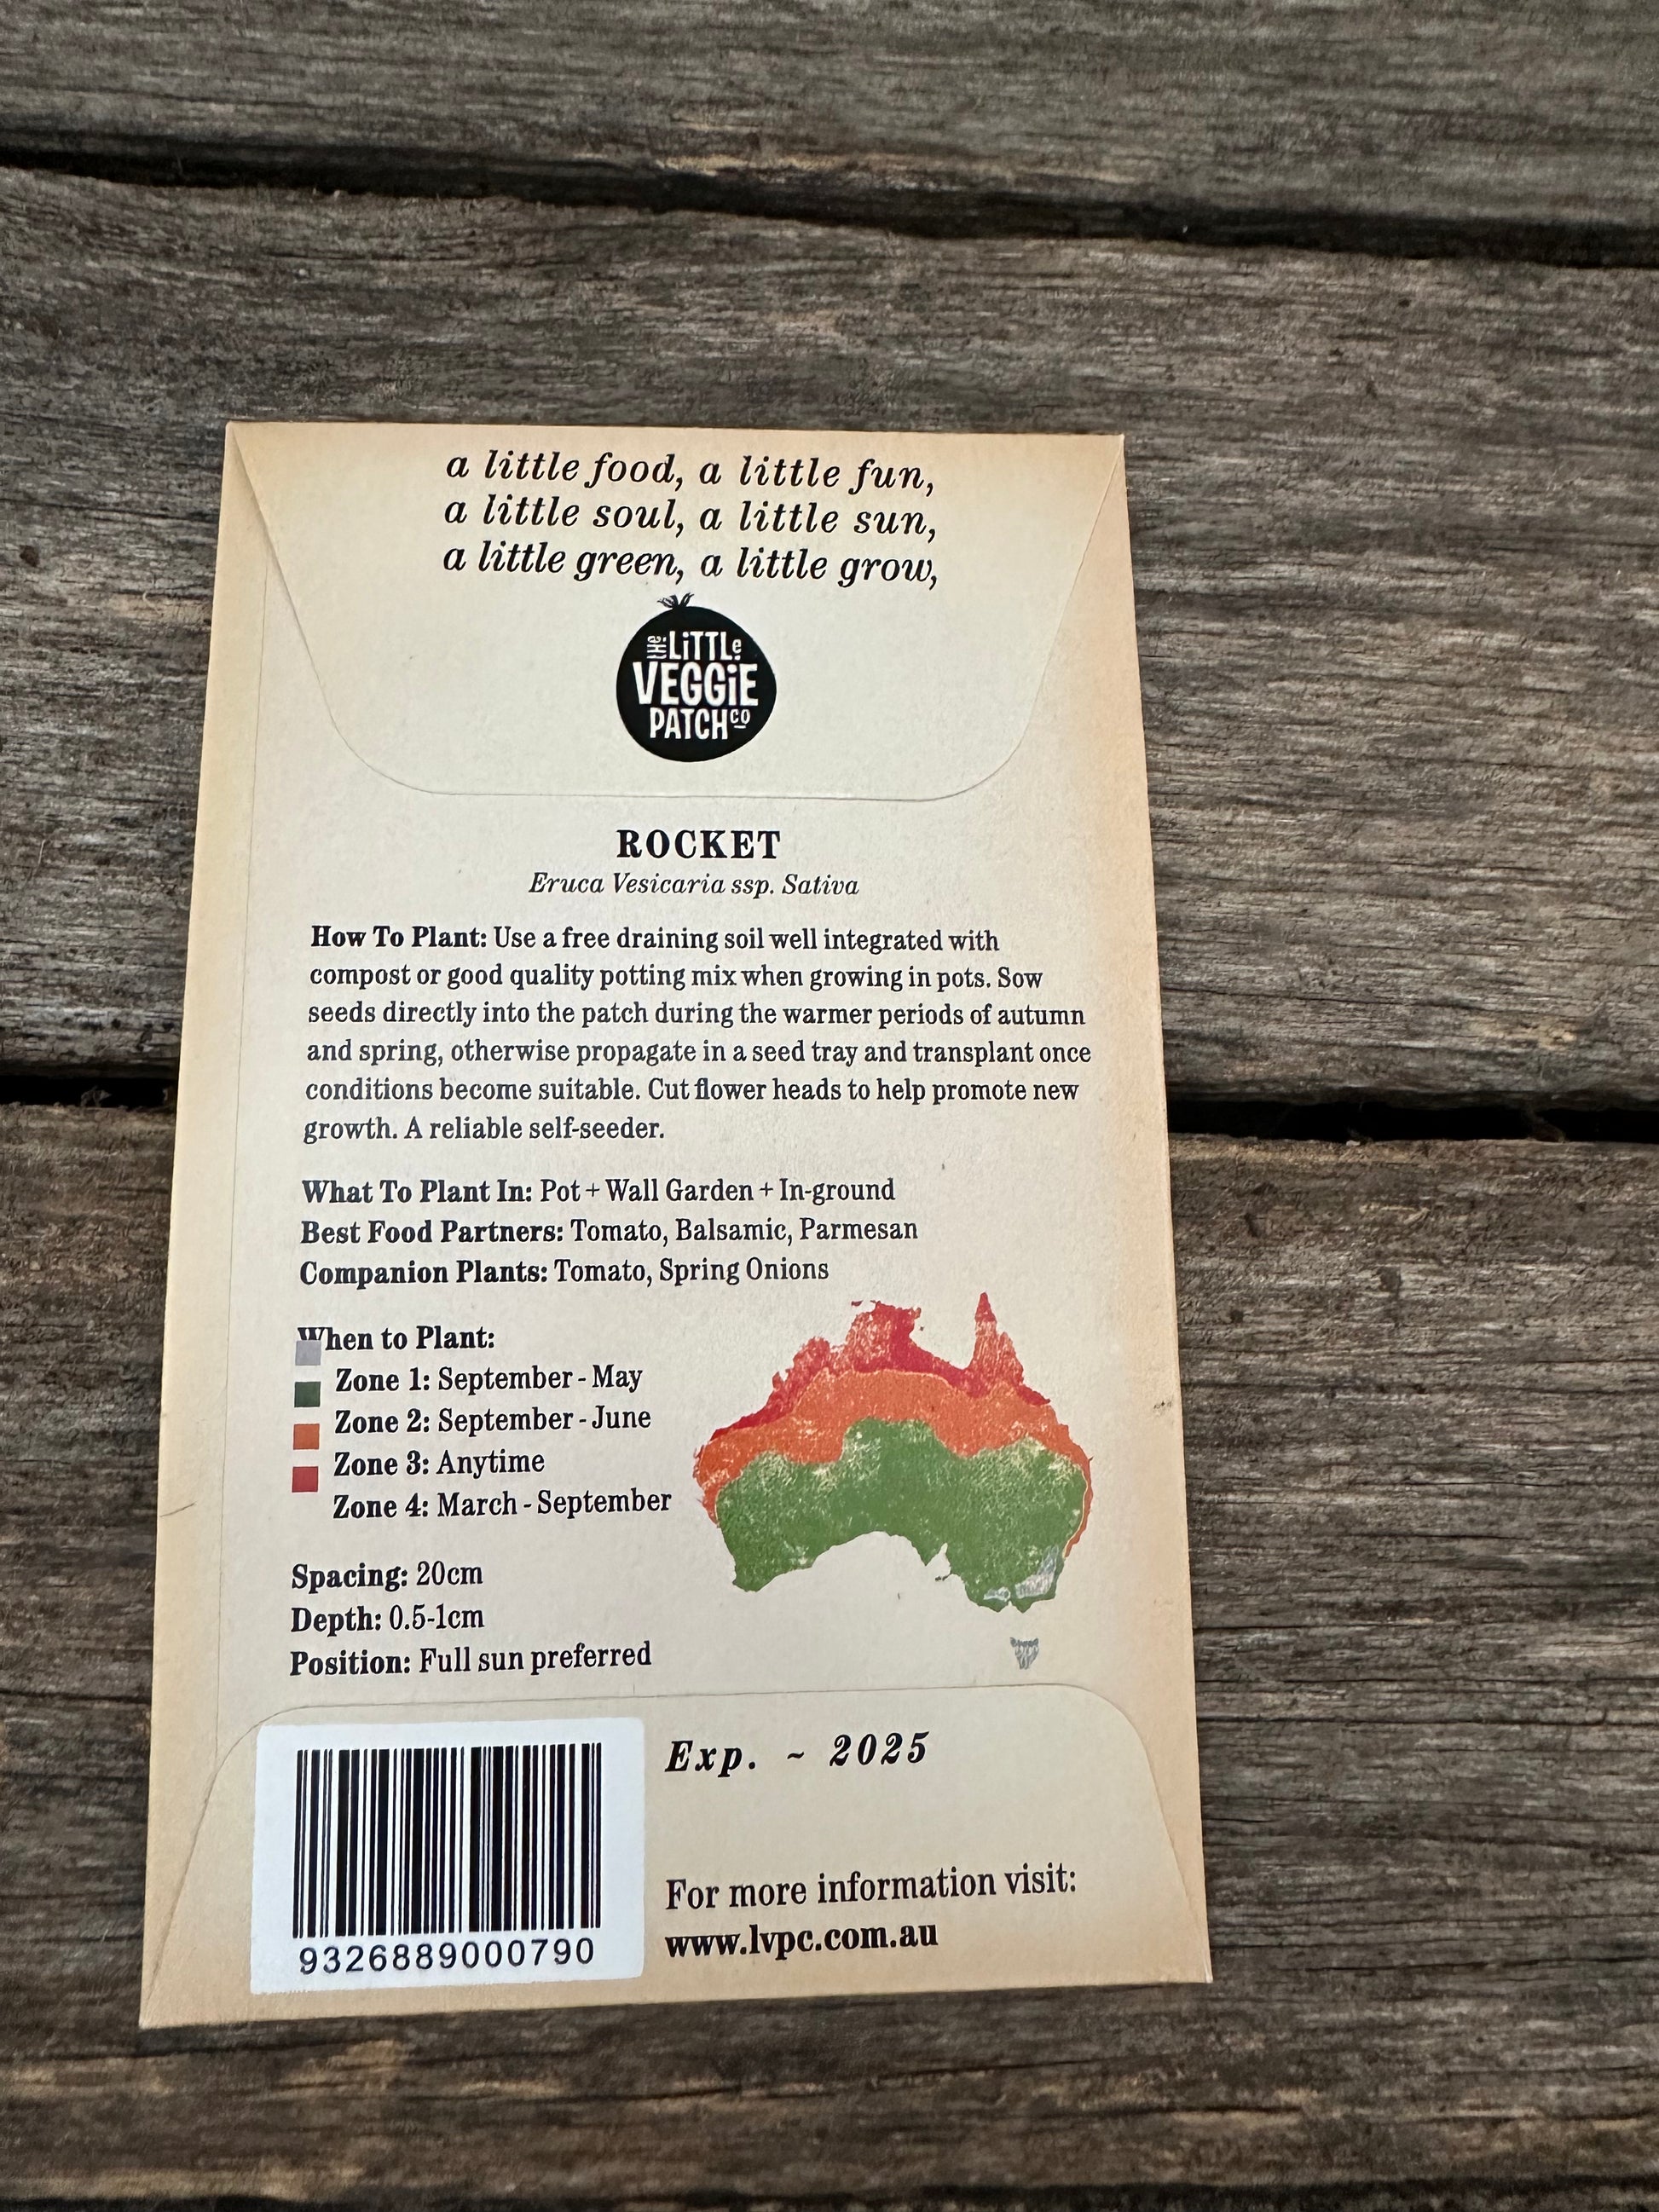 a little food, a little fun,
a little soul, a little sun,
a little green, a little grow,
THE LiTTLe
VEGGiE
PATCH CO
ROCKET
Eruca Vesicaria ssp. Sativa
How To Plant: Use a free draining soil well integrated with
compost or good quality potting mix when growing in pots. Sow
seeds directly into the patch during the warmer periods of autumn
and spring, otherwise propagate in a seed tray and transplant once
conditions become suitable. Cut flower heads to help promote new
growth. A reliable self-seeder.
What To Plant In: Pot + Wall Garden + In-ground
Best Food Partners: Tomato, Balsamic, Parmesan
Companion Plants: Tomato, Spring Onions
When to Plant:
Zone 1: September - May
Zone 2: September - June
Zone 3: Anytime
Zone 4: March - September
Spacing: 20cm
Depth: 0.5-1cm
Position: Full sun preferred
Exp. ~ 2025
For more information visit:
www.lvpc.com.au
9326889000790